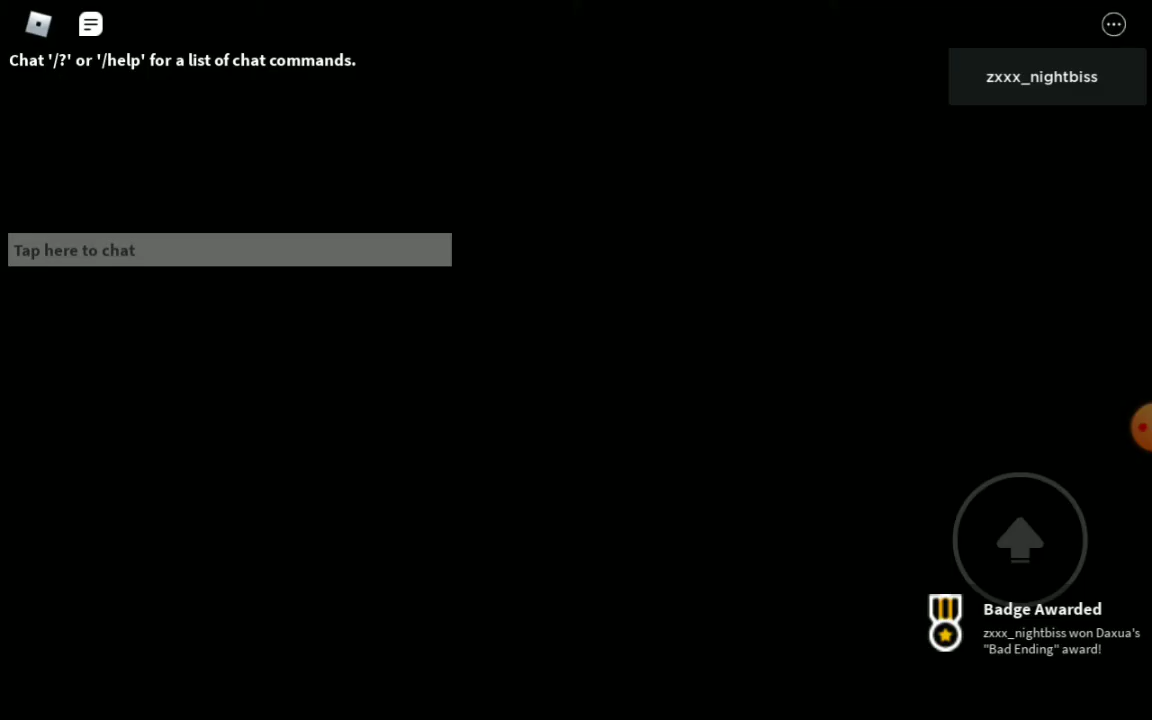 Chat '/?' or '/help' for a list of chat commands.
zxxx_nightbiss
Tap here to chat
Badge Awarded
zxxx_nightbiss won Daxua's
"Bad Ending" award!